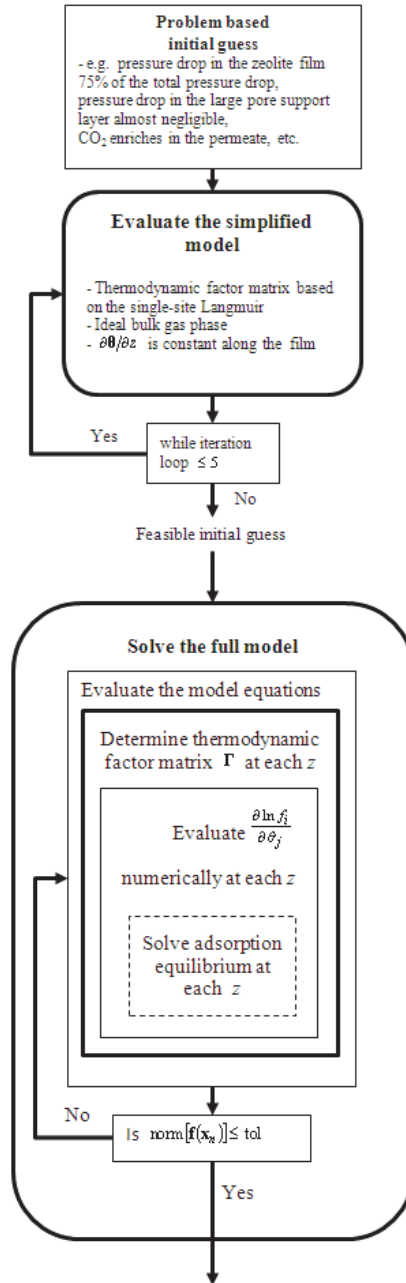 Problem based
initial guess
- e.g. pressure drop in the zeolite film
75% of the total pressure drop,
pressure drop in the large pore support
layer almost negligible,
CO₂ enriches in the permeate, etc.
Evaluate the simplified
model
- Thermodynamic factor matrix based
on the single-site Langmuir
- Ideal bulk gas phase
- ∂θ/∂z is constant along the film
Yes
while iteration
loop ≤ 5
No
Feasible initial guess
Solve the full model
Evaluate the model equations
Determine thermodynamic
factor matrix Γ at each z
Evaluate ∂ln fᵢ/∂θⱼ
numerically at each z
Solve adsorption
equilibrium at
each z
No
Is norm[f(xₙ)] ≤ tol
Yes